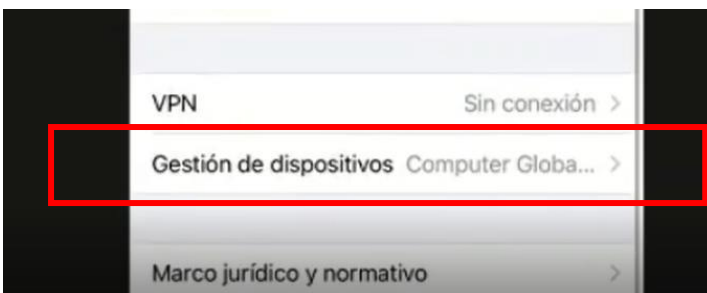 VPN Sin conexión >
Gestión de dispositivos Computer Globa... >
Marco jurídico y normativo >